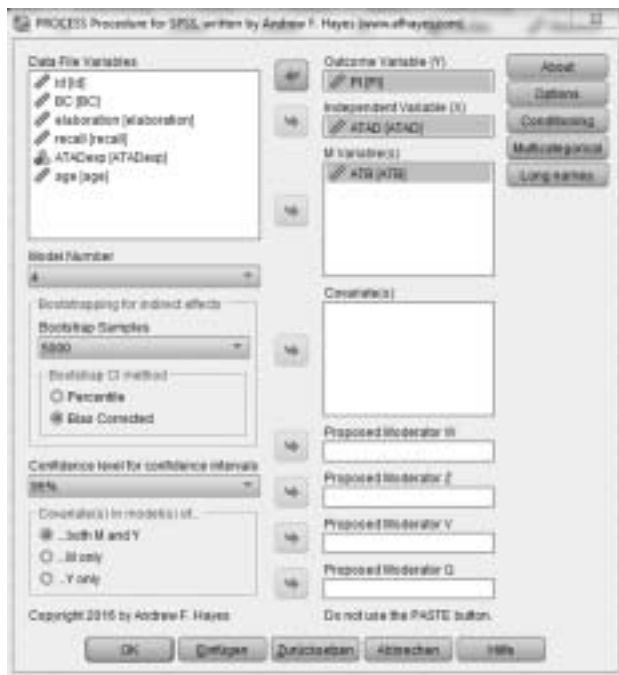 PROCESS Procedure for SPSS, written by Andrew F. Hayes (www.afhayes.com)
Data File Variables
id [id]
BC [BC]
elaboration [elaboration]
recall [recall]
ATADexp [ATADexp]
age [age]
Model Number
4
Bootstrapping for indirect effects
Bootstrap Samples
5000
Bootstrap CI method
Percentile
Bias Corrected
Confidence level for confidence intervals
95%
Covariate(s) in model(s) of...
...both M and Y
...M only
...Y only
Copyright 2016 by Andrew F. Hayes
Outcome Variable (Y)
PI [PI]
Independent Variable (X)
ATAD [ATAD]
M Variable(s)
ATB [ATB]
Covariate(s)
Proposed Moderator W
Proposed Moderator Z
Proposed Moderator V
Proposed Moderator Q
Do not use the PASTE button.
About
Options
Conditioning
Multicategorical
Long names
OK
Einfügen
Zurücksetzen
Abbrechen
Hilfe